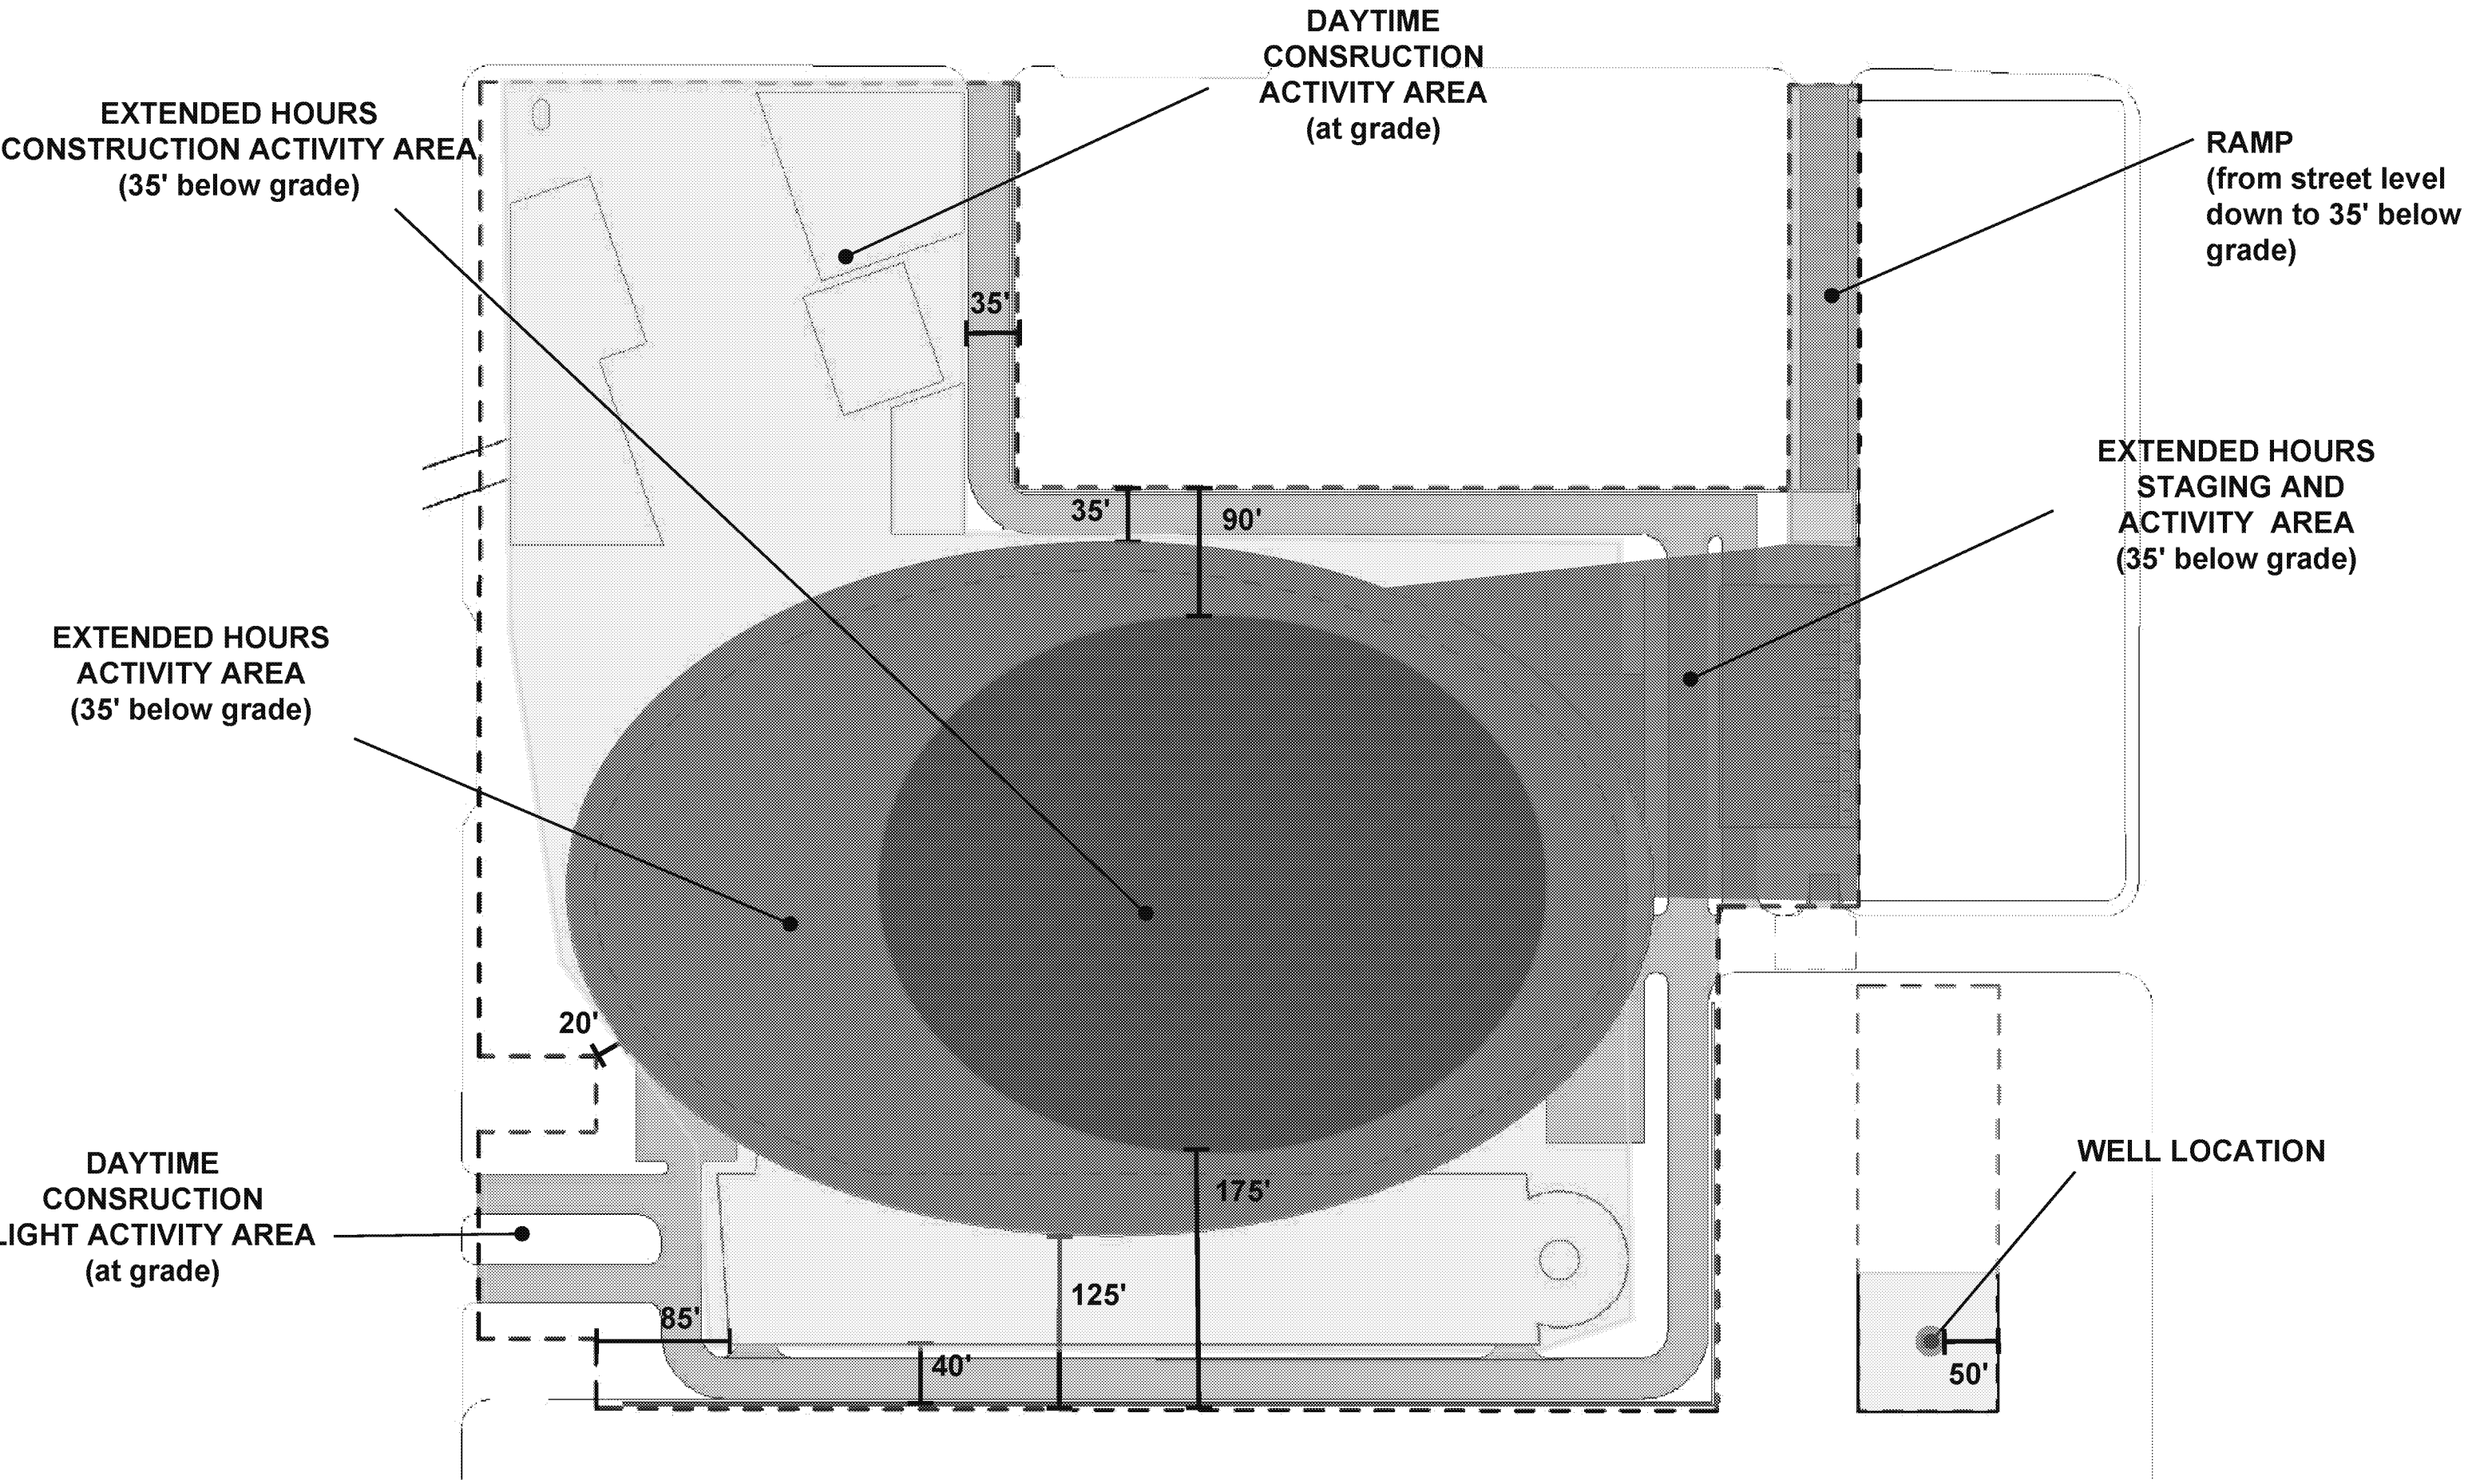 DAYTIME
CONSRUCTION
ACTIVITY AREA
(at grade)
EXTENDED HOURS
CONSTRUCTION ACTIVITY AREA
(35' below grade)
RAMP
(from street level
down to 35' below
grade)
35'
35'
90'
EXTENDED HOURS
STAGING AND
ACTIVITY AREA
(35' below grade)
EXTENDED HOURS
ACTIVITY AREA
(35' below grade)
20'
DAYTIME
CONSRUCTION
LIGHT ACTIVITY AREA
(at grade)
WELL LOCATION
175'
125'
85'
40'
50'